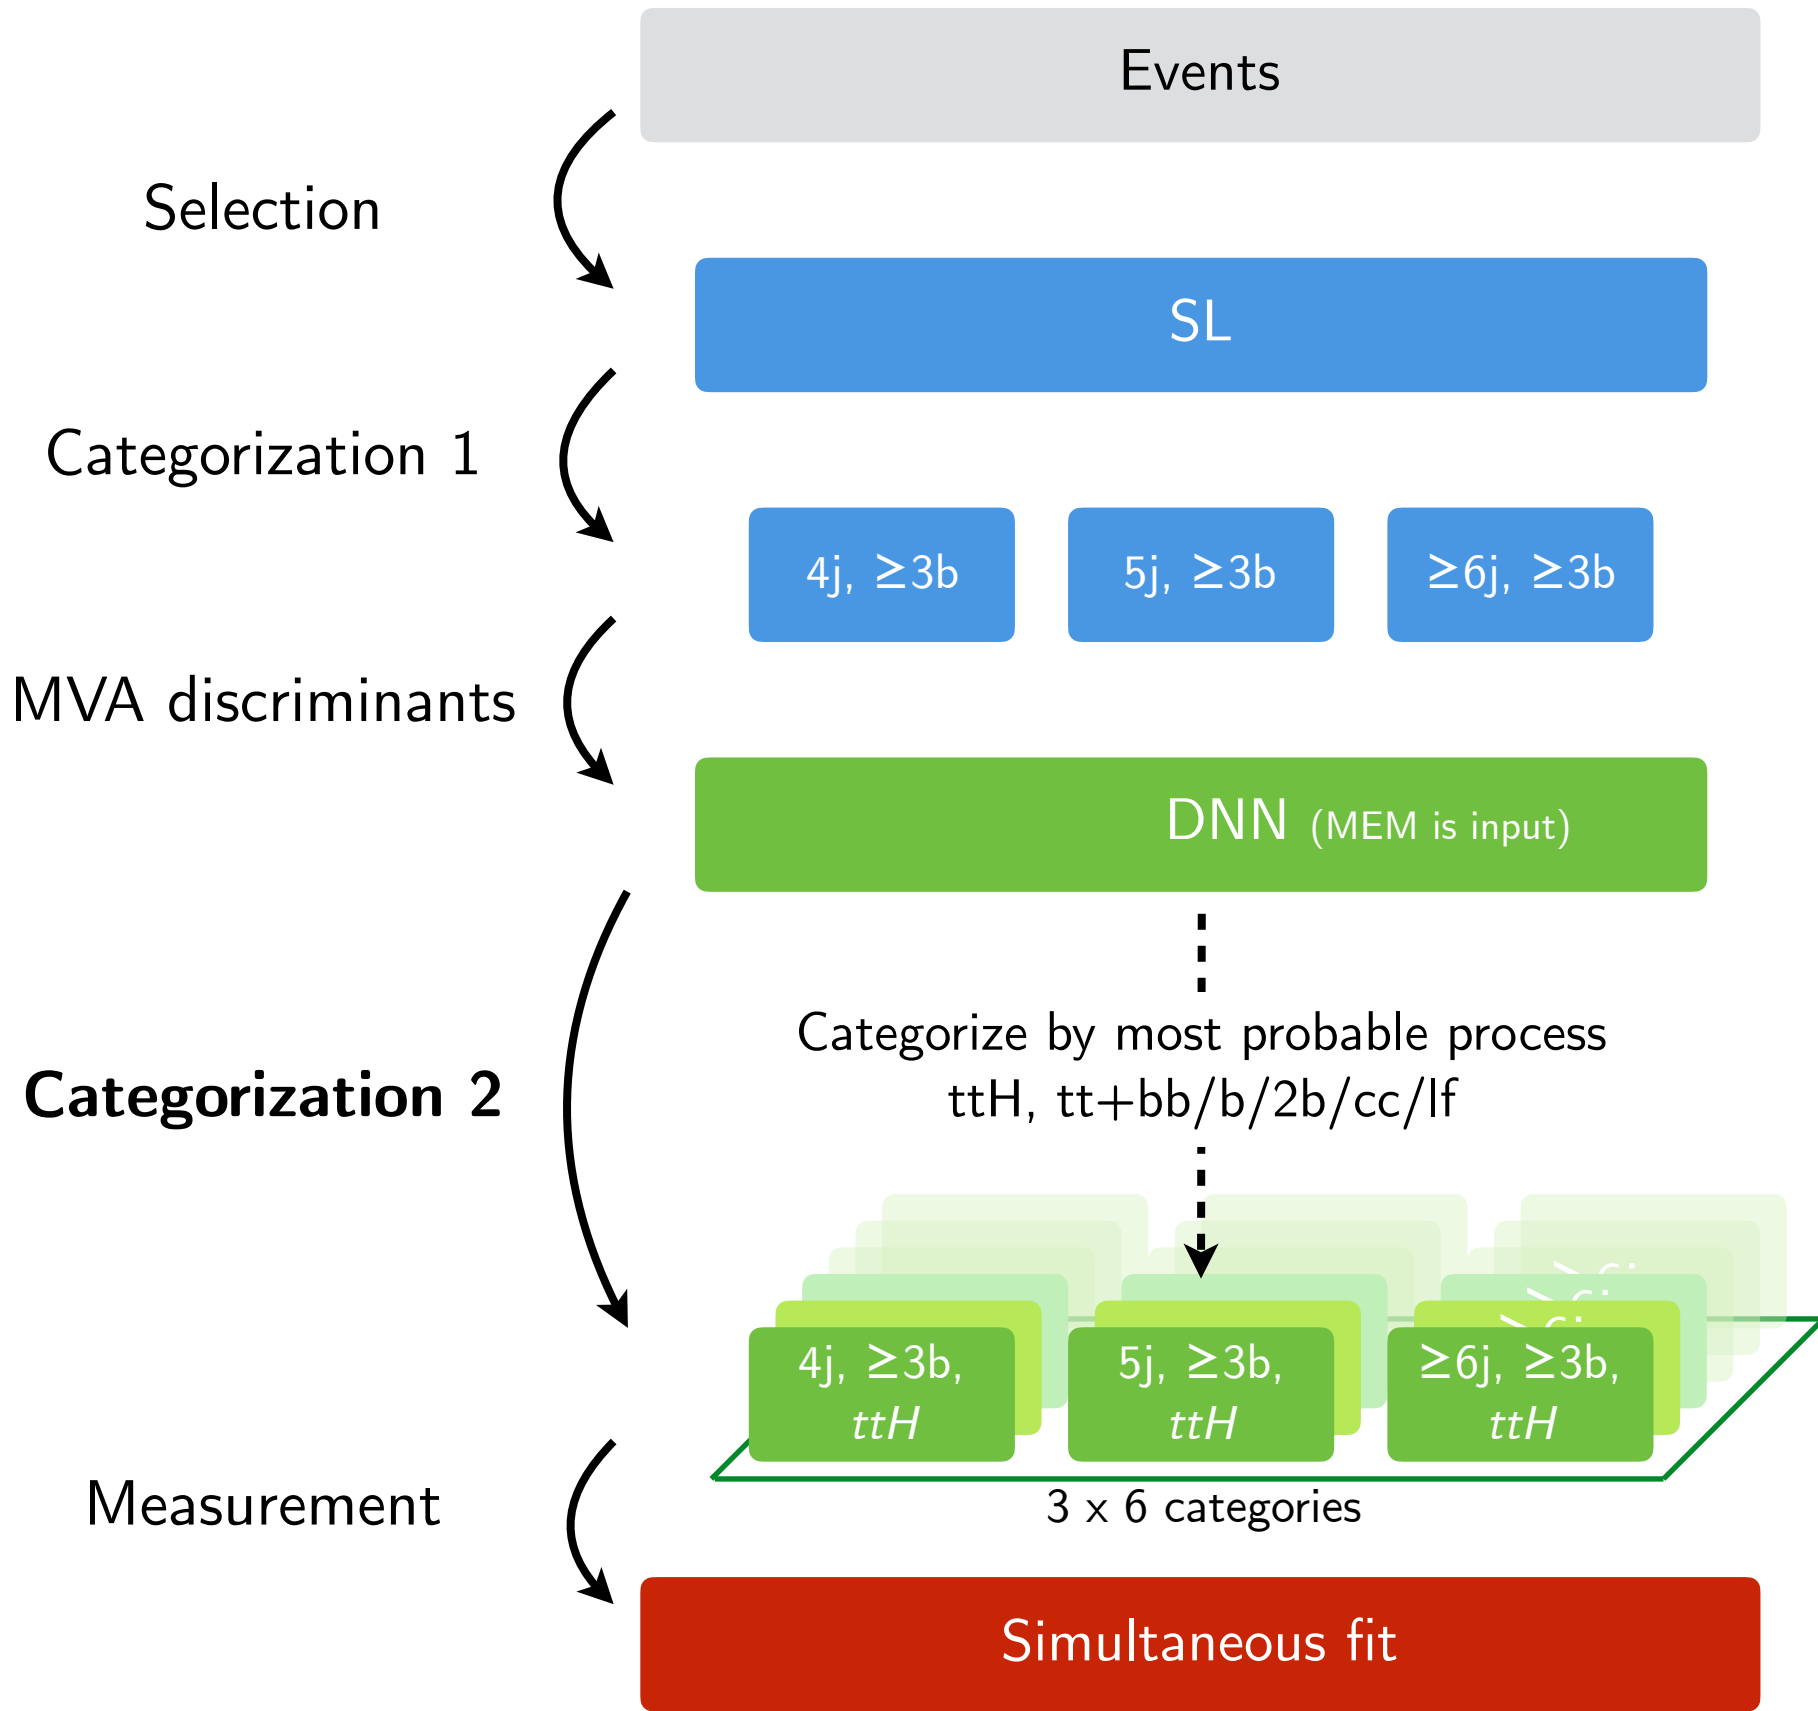 Events
Selection
SL
Categorization 1
4j, ≥3b
5j, ≥3b
≥6j, ≥3b
MVA discriminants
DNN (MEM is input)
Categorize by most probable process
ttH, tt+bb/b/2b/cc/lf
Categorization 2
4j, ≥3b,
ttH
5j, ≥3b,
ttH
≥6j, ≥3b,
ttH
3 x 6 categories
Measurement
Simultaneous fit